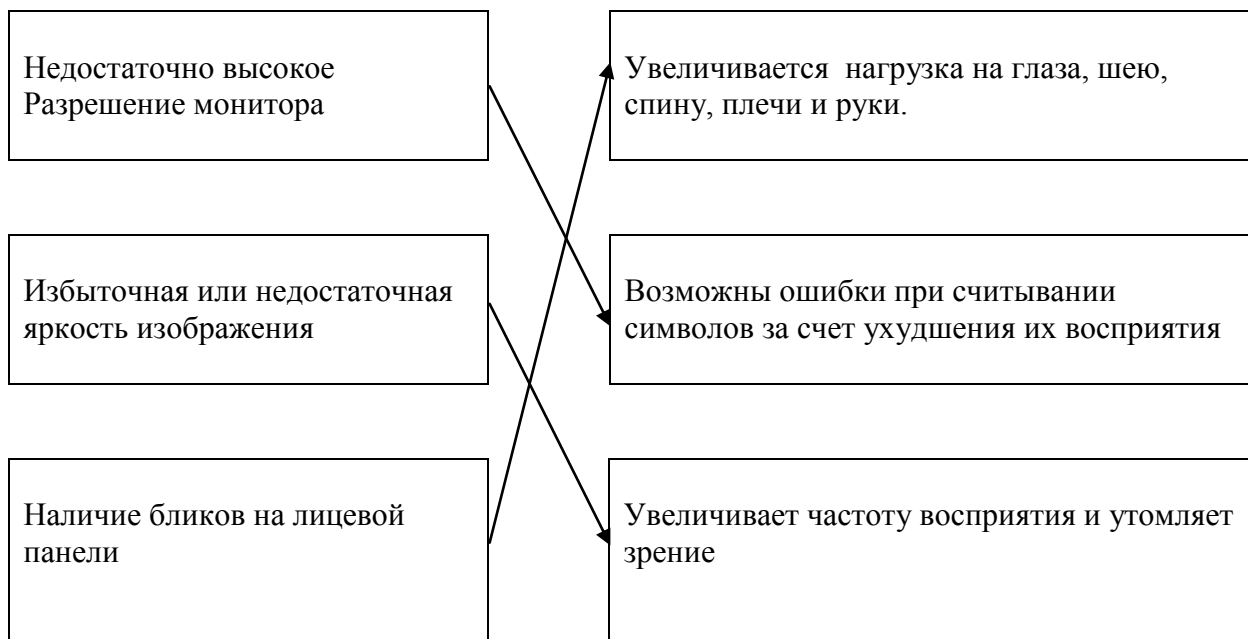 Недостаточно высокое
Разрешение монитора
Увеличивается  нагрузка на глаза, шею,
спину, плечи и руки.
Избыточная или недостаточная
яркость изображения
Возможны ошибки при считывании
символов за счет ухудшения их восприятия
Наличие бликов на лицевой
панели
Увеличивает частоту восприятия и утомляет
зрение